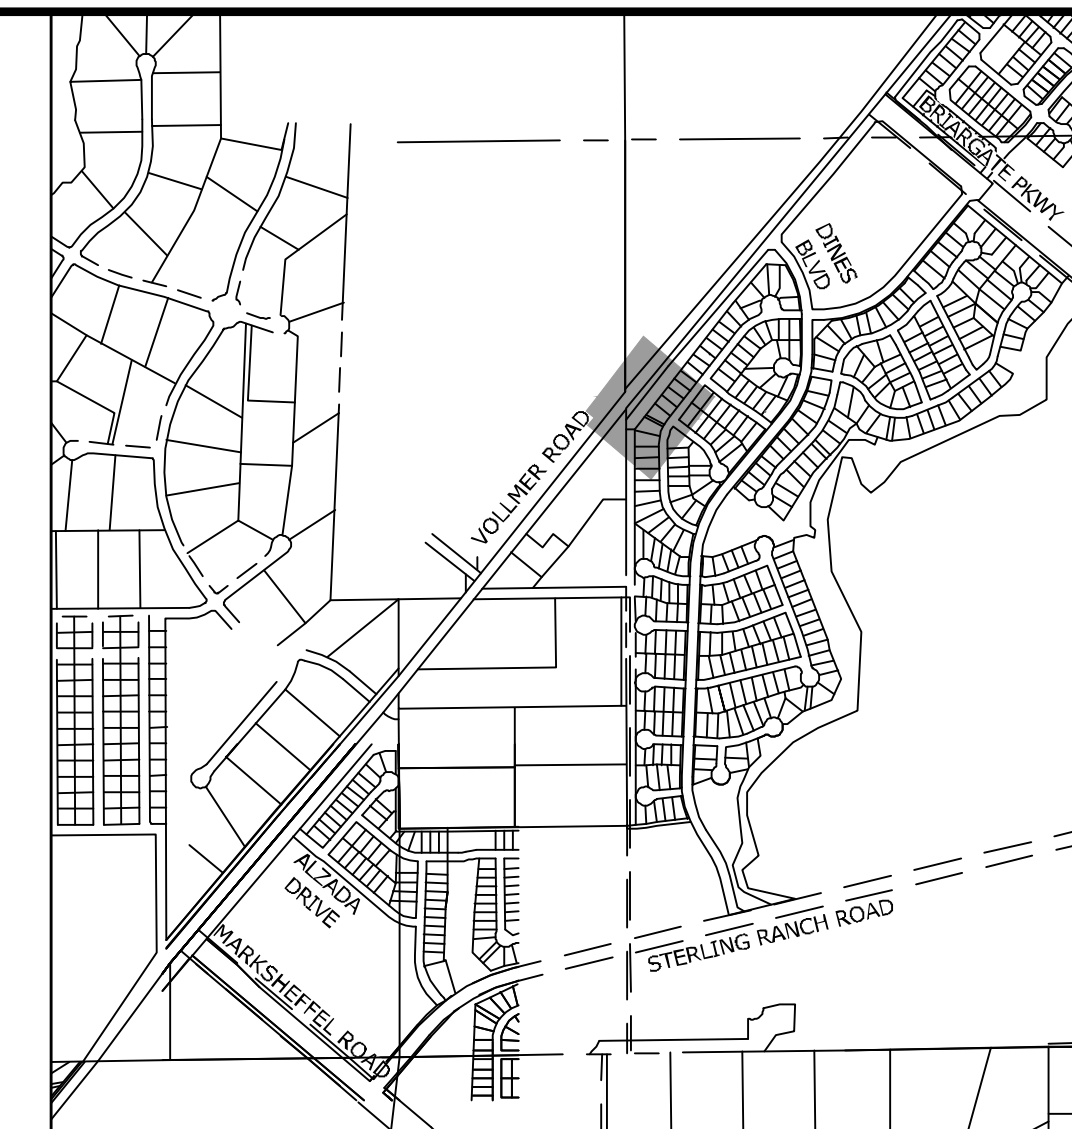 BRIARGATE PKWY
DINES
BLVD
VOLLMER ROAD
ALZADA
DRIVE
STERLING RANCH ROAD
MARKSHEFFEL ROAD